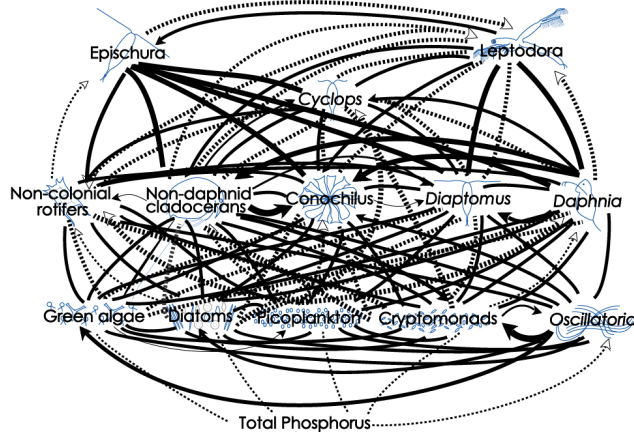 Epischura
Leptodora
Cyclops
Non-colonial
rotifers
Non-daphnid
cladocerans
Conochilus
Diaptomus
Daphnia
Green algae
Diatoms
Picoplankton
Cryptomonads
Oscillatoria
Total Phosphorus